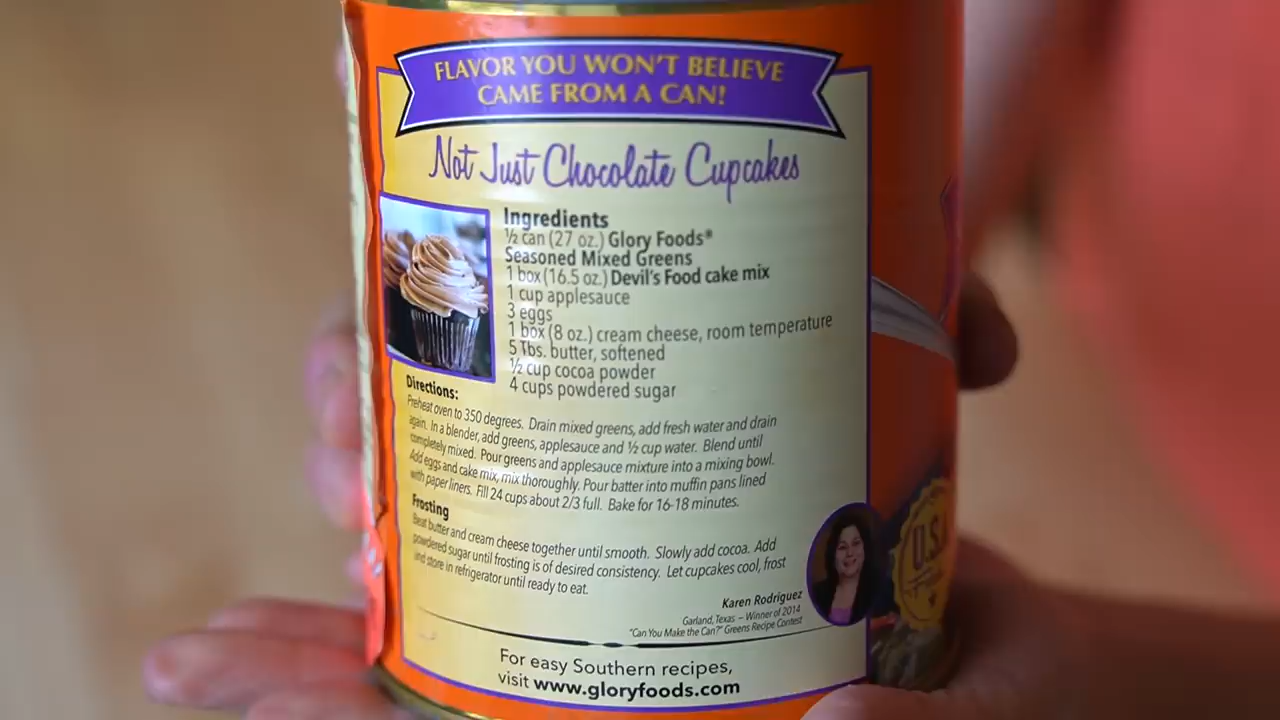 FLAVOR YOU WON'T BELIEVE
CAME FROM A CAN!
Not Just Chocolate Cupcakes
Ingredients
½ can (27 oz.) Glory Foods®
Seasoned Mixed Greens
1 box (16.5 oz.) Devil's Food cake mix
1 cup applesauce
3 eggs
1 box (8 oz.) cream cheese, room temperature
5 Tbs. butter, softened
½ cup cocoa powder
4 cups powdered sugar
Directions:
Preheat oven to 350 degrees. Drain mixed greens, add fresh water and drain
again. In a blender, add greens, applesauce and ½ cup water. Blend until
completely mixed. Pour greens and applesauce mixture into a mixing bowl.
Add eggs and cake mix, mix thoroughly. Pour batter into muffin pans lined
with paper liners. Fill 24 cups about 2/3 full. Bake for 16-18 minutes.
Frosting
Beat butter and cream cheese together until smooth. Slowly add cocoa. Add
powdered sugar until frosting is of desired consistency. Let cupcakes cool, frost
and store in refrigerator until ready to eat.
Karen Rodriguez
Garland, Texas – Winner of 2014
"Can You Make the Can?" Greens Recipe Contest
For easy Southern recipes,
visit www.gloryfoods.com
U.S.